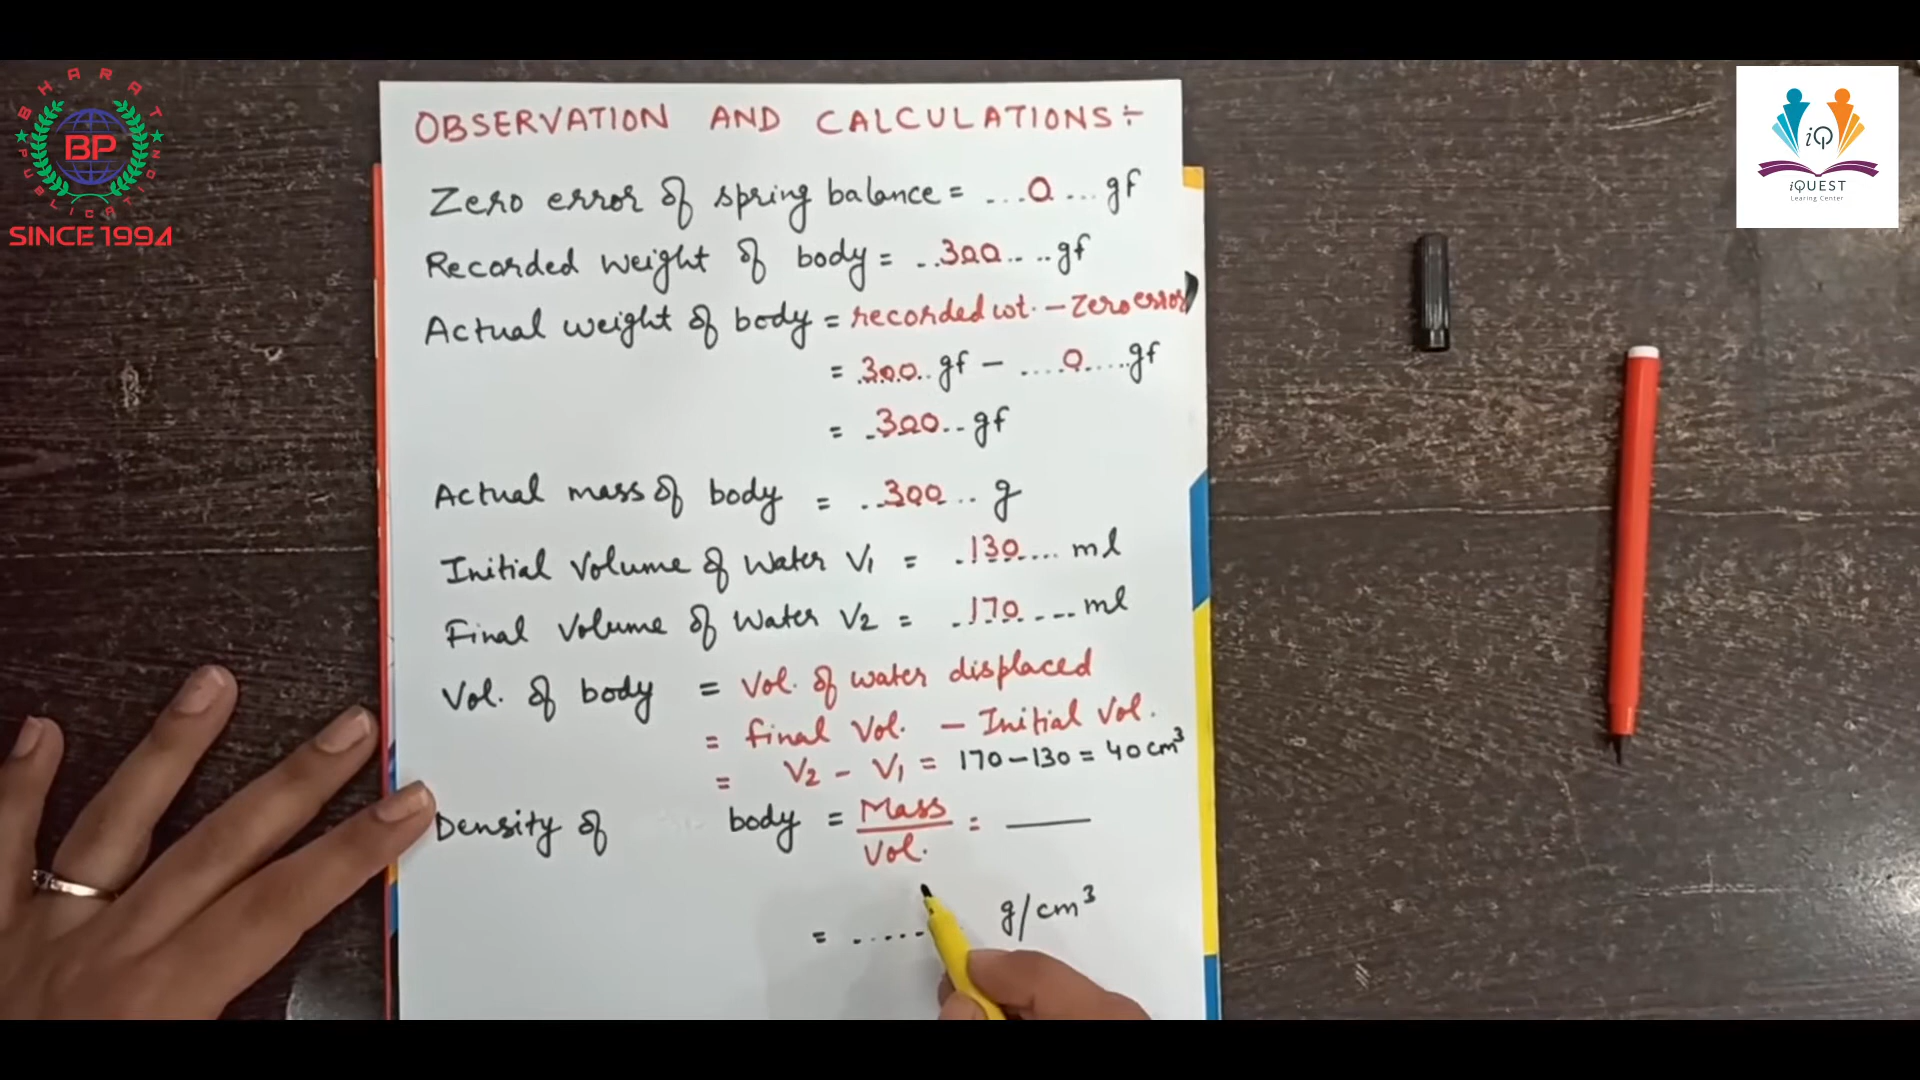 BHARAT PUBLICATION
BP
SINCE 1994
iQ
iQUEST
Learing Center
OBSERVATION AND CALCULATIONS:-
Zero error of spring balance = ...0... gf
Recorded weight of body = ..300....gf
Actual weight of body = recorded wt. - Zero error)
= .300.. gf - ....0....gf
= .300.. gf
Actual mass of body = ..300.. g
Initial Volume of Water V1 = .130.... ml
Final Volume of Water V2 = .170.... ml
Vol. of body = Vol. of water displaced
= final Vol. - Initial Vol.
= V2 - V1 = 170-130 = 40 cm³
Density of body = Mass/Vol. = ____
= ...... g/cm³